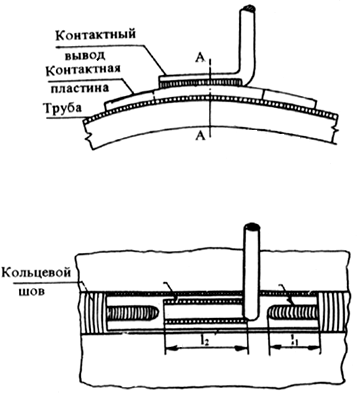 Контактный
вывод
Контактная
пластина
Труба
А
А
Кольцевой
шов
l₂
l₁